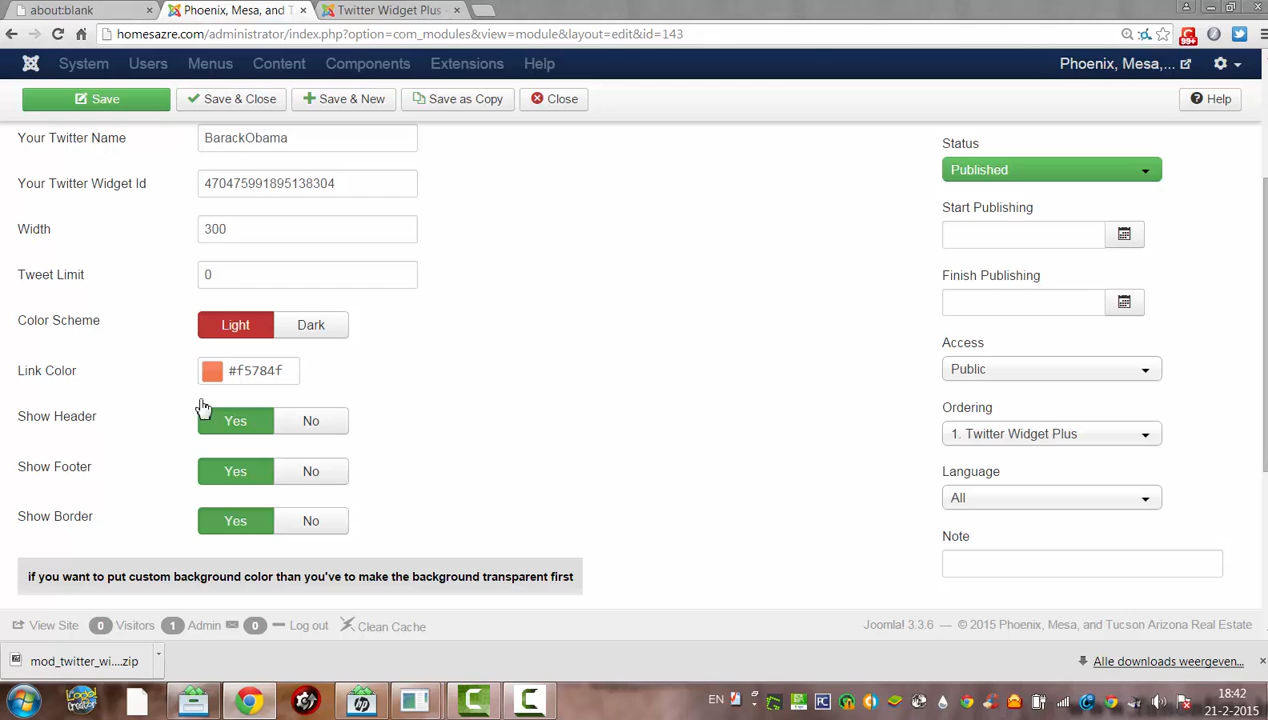 about:blank
Phoenix, Mesa, and T
Twitter Widget Plus
homesazre.com/administrator/index.php?option=com_modules&view=module&layout=edit&id=143
99+
System Users Menus Content Components Extensions Help
Phoenix, Mesa,...
Save Save & Close Save & New Save as Copy Close Help
Your Twitter Name BarackObama
Your Twitter Widget Id 470475991895138304
Width 300
Tweet Limit 0
Color Scheme Light Dark
Link Color #f5784f
Show Header Yes No
Show Footer Yes No
Show Border Yes No
if you want to put custom background color than you've to make the background transparent first
Status
Published
Start Publishing
Finish Publishing
Access
Public
Ordering
1. Twitter Widget Plus
Language
All
Note
View Site 0 Visitors 1 Admin 0 Log out Clean Cache
Joomla! 3.3.6 — © 2015 Phoenix, Mesa, and Tucson Arizona Real Estate
mod_twitter_wi....zip
Alle downloads weergeven...
EN
18:42
21-2-2015